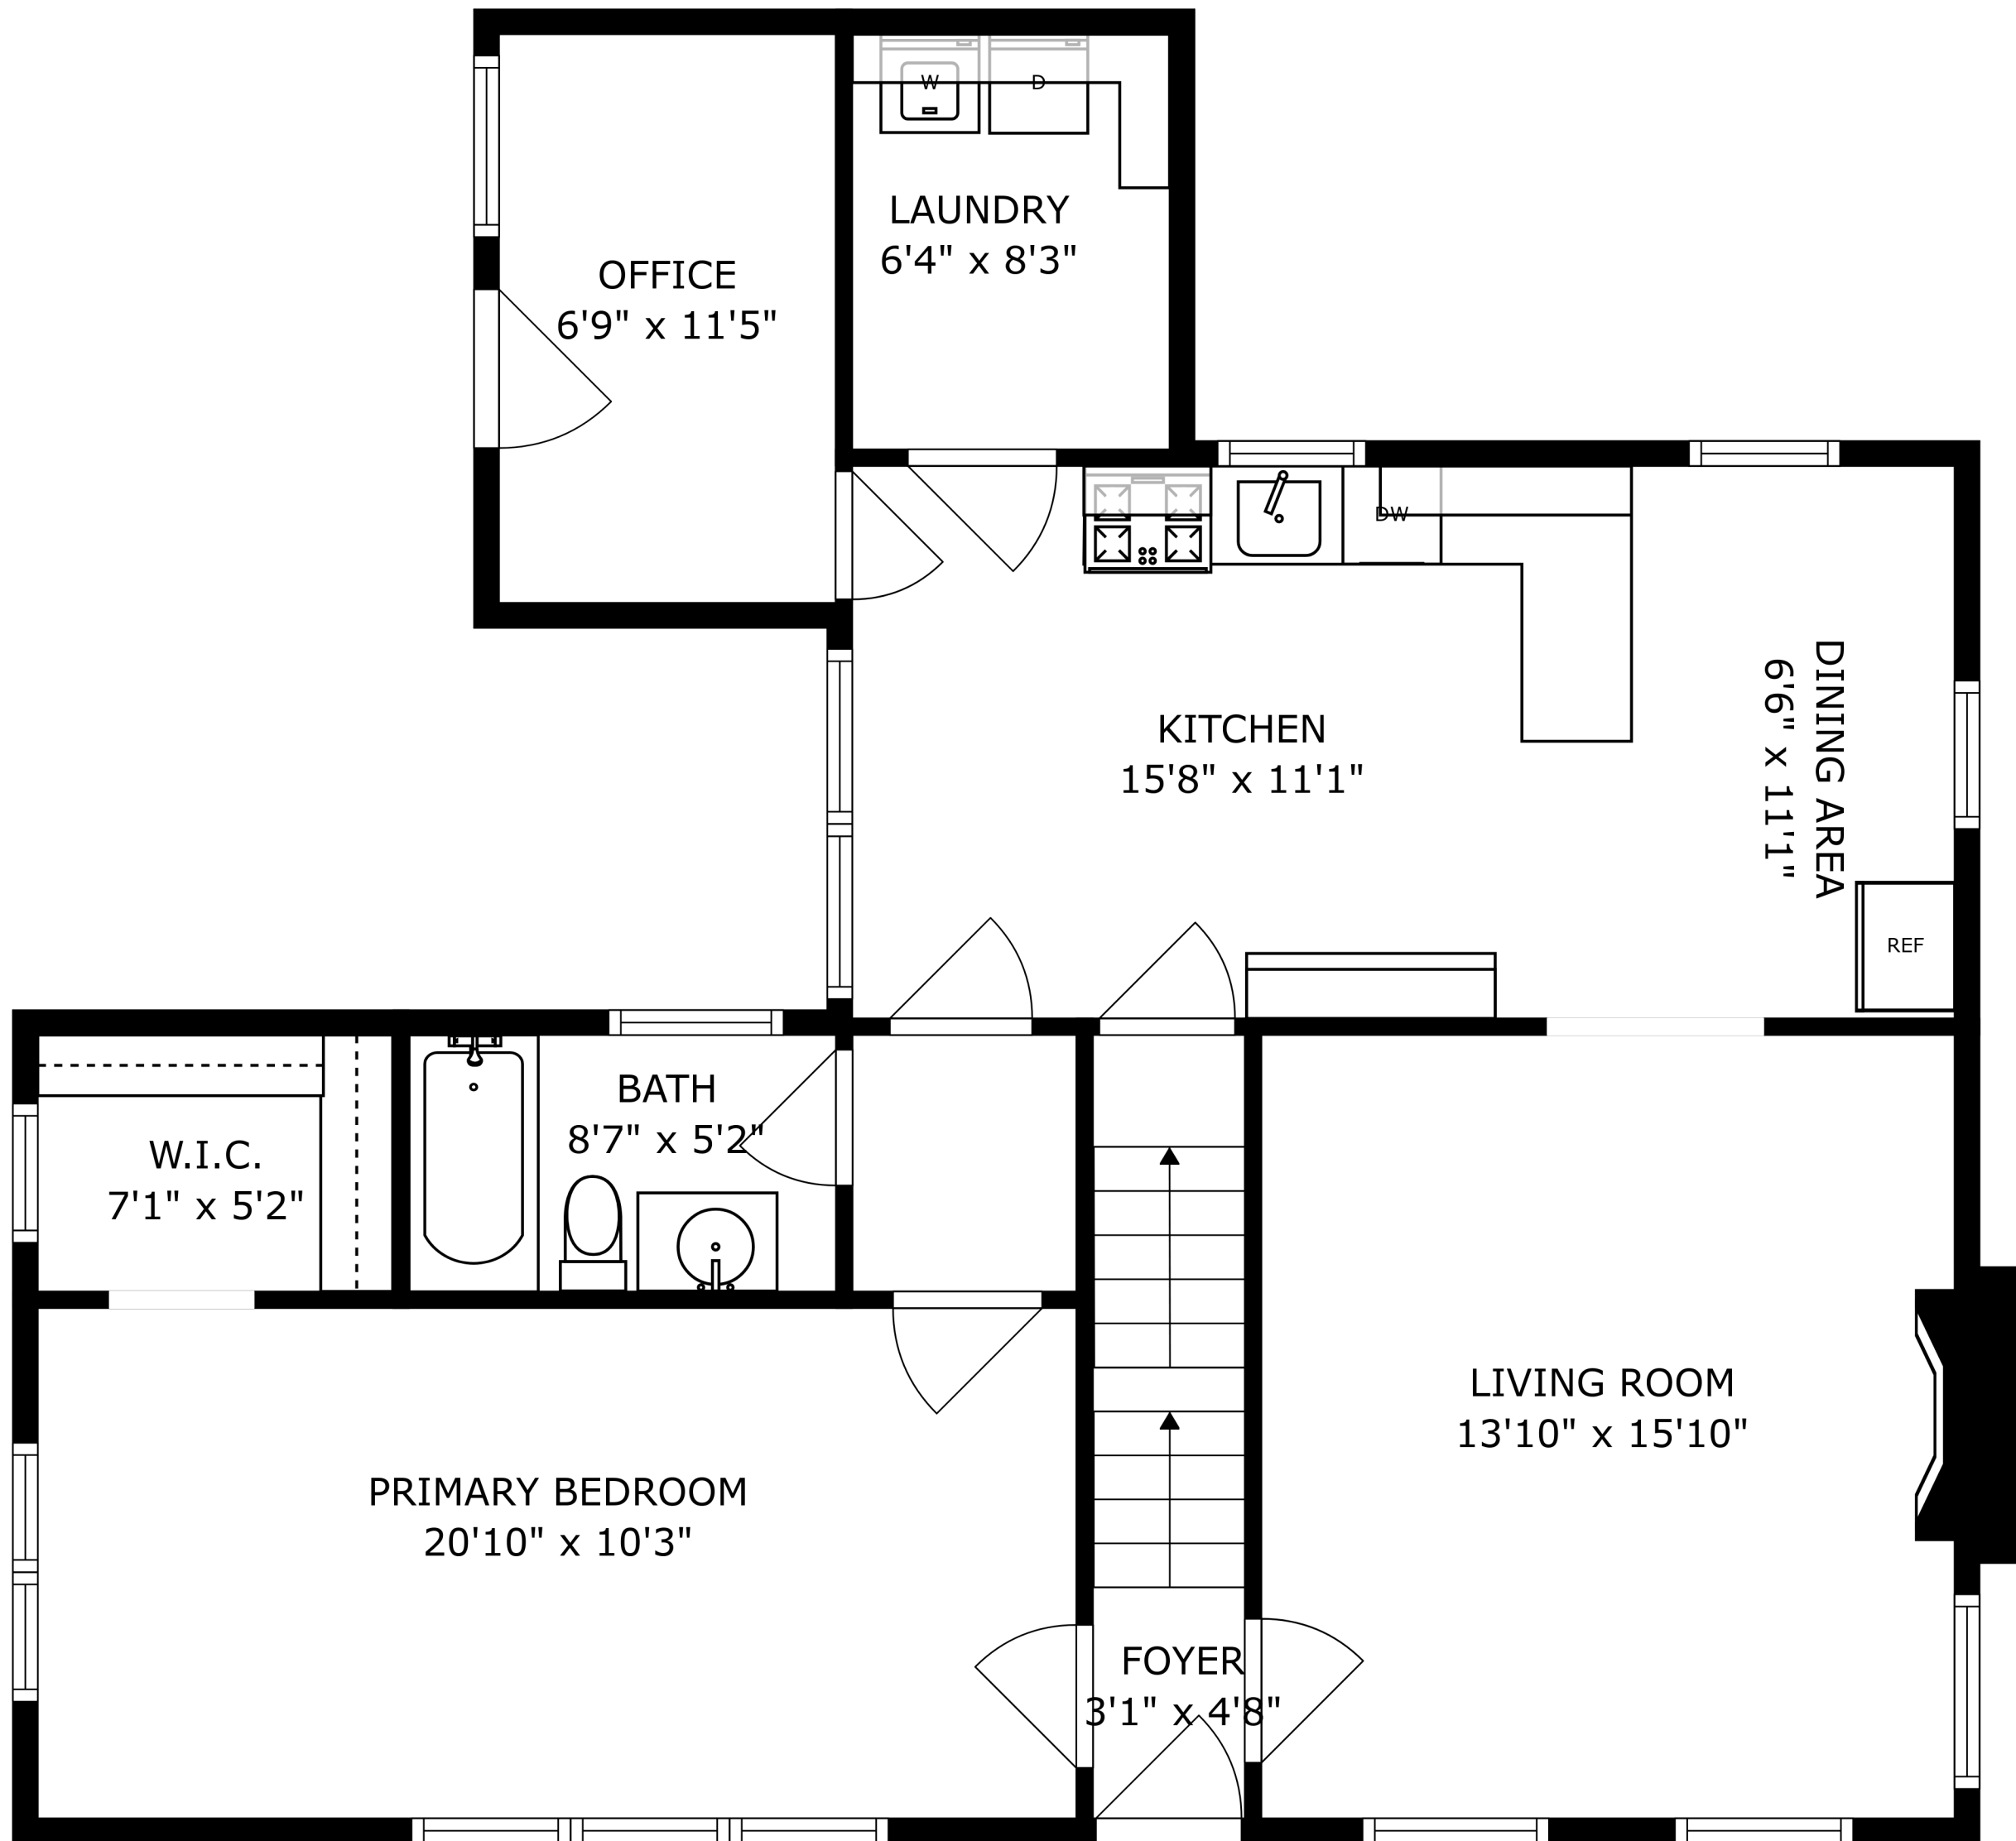 W
D
LAUNDRY
6'4" x 8'3"
OFFICE
6'9" x 11'5"
DW
DINING AREA
6'6" x 11'1"
KITCHEN
15'8" x 11'1"
REF
BATH
8'7" x 5'2"
W.I.C.
7'1" x 5'2"
LIVING ROOM
13'10" x 15'10"
PRIMARY BEDROOM
20'10" x 10'3"
FOYER
3'1" x 4'8"